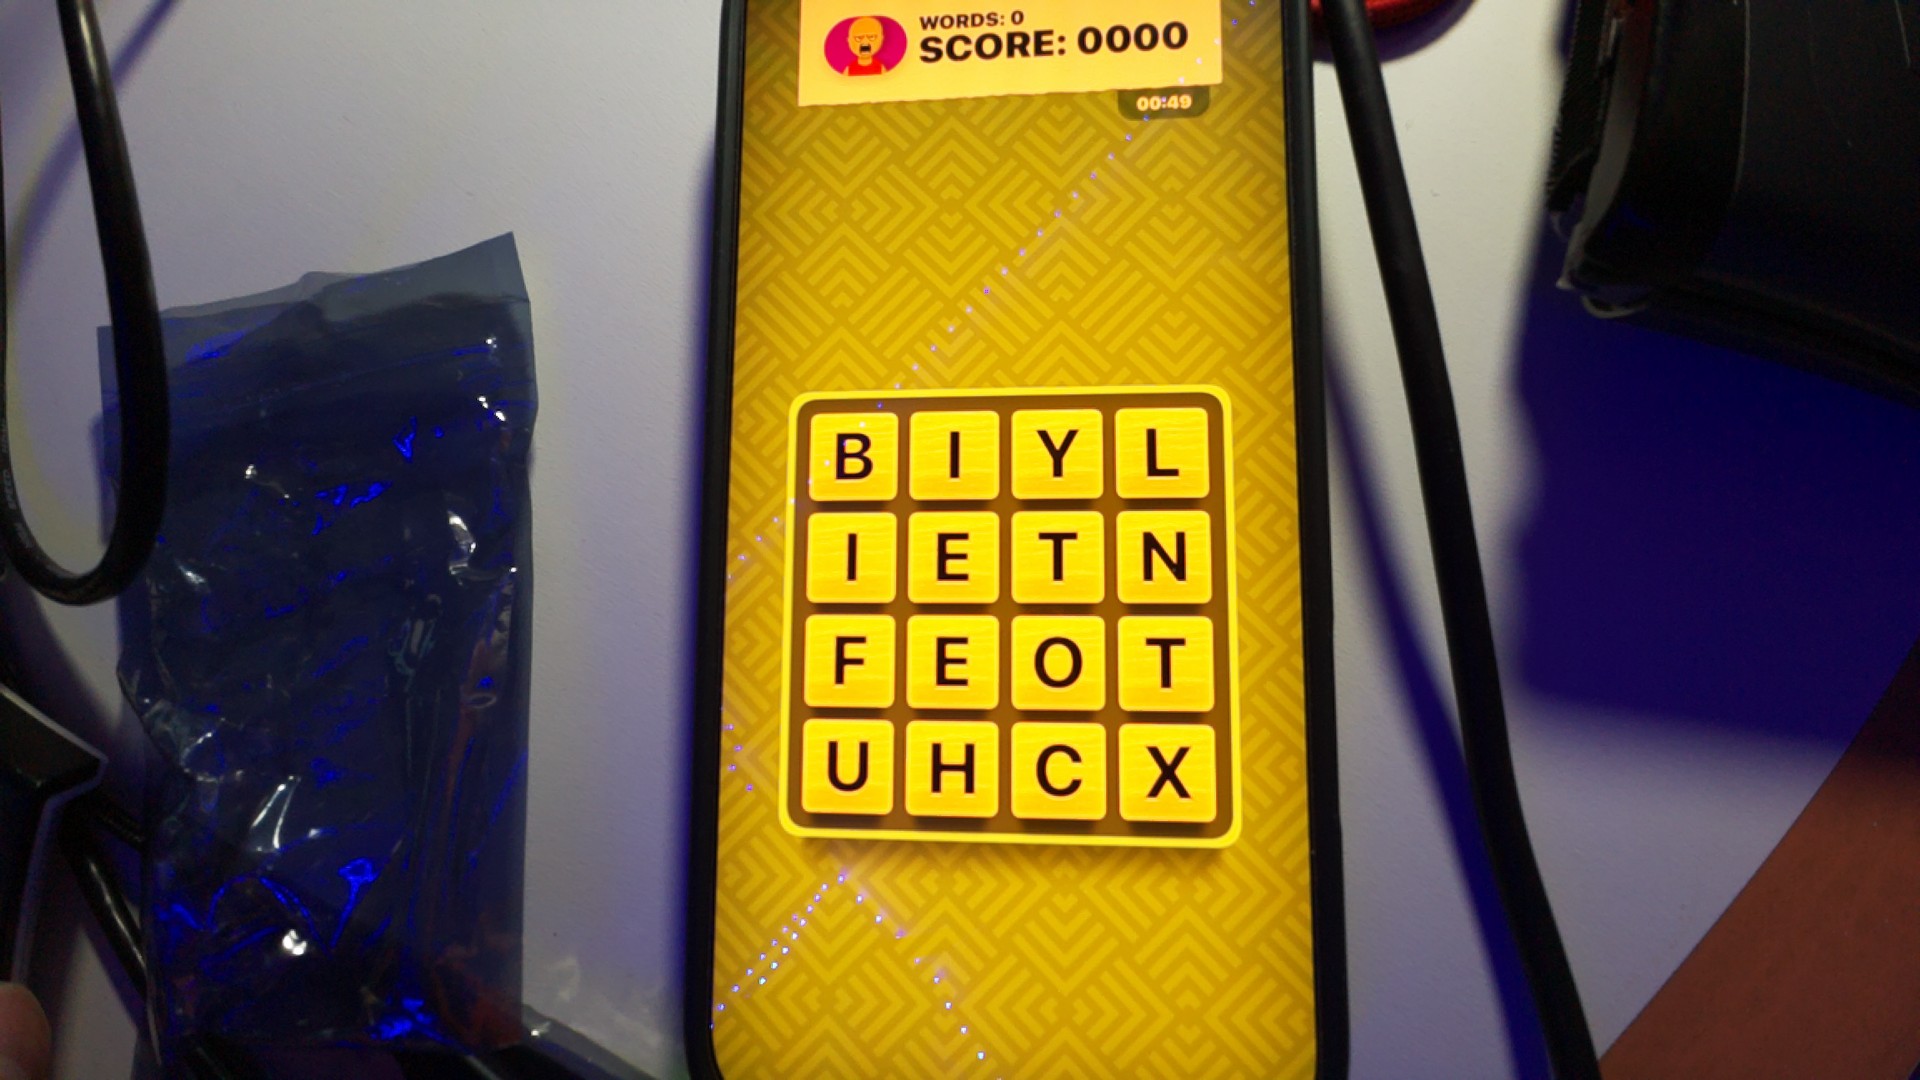 WORDS: 0
SCORE: 0000
00:49
B I Y L
I E T N
F E O T
U H C X